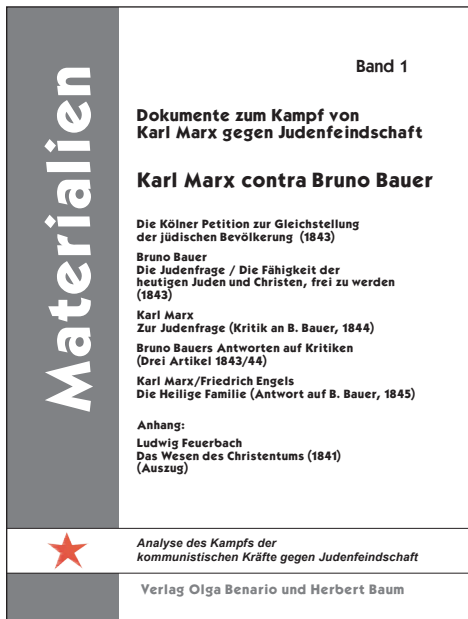 Materialien
Band 1
Dokumente zum Kampf von
Karl Marx gegen Judenfeindschaft
Karl Marx contra Bruno Bauer
Die Kölner Petition zur Gleichstellung
der jüdischen Bevölkerung (1843)
Bruno Bauer
Die Judenfrage / Die Fähigkeit der
heutigen Juden und Christen, frei zu werden
(1843)
Karl Marx
Zur Judenfrage (Kritik an B. Bauer, 1844)
Bruno Bauers Antworten auf Kritiken
(Drei Artikel 1843/44)
Karl Marx/Friedrich Engels
Die Heilige Familie (Antwort auf B. Bauer, 1845)
Anhang:
Ludwig Feuerbach
Das Wesen des Christentums (1841)
(Auszug)
Analyse des Kampfs der
kommunistischen Kräfte gegen Judenfeindschaft
Verlag Olga Benario und Herbert Baum